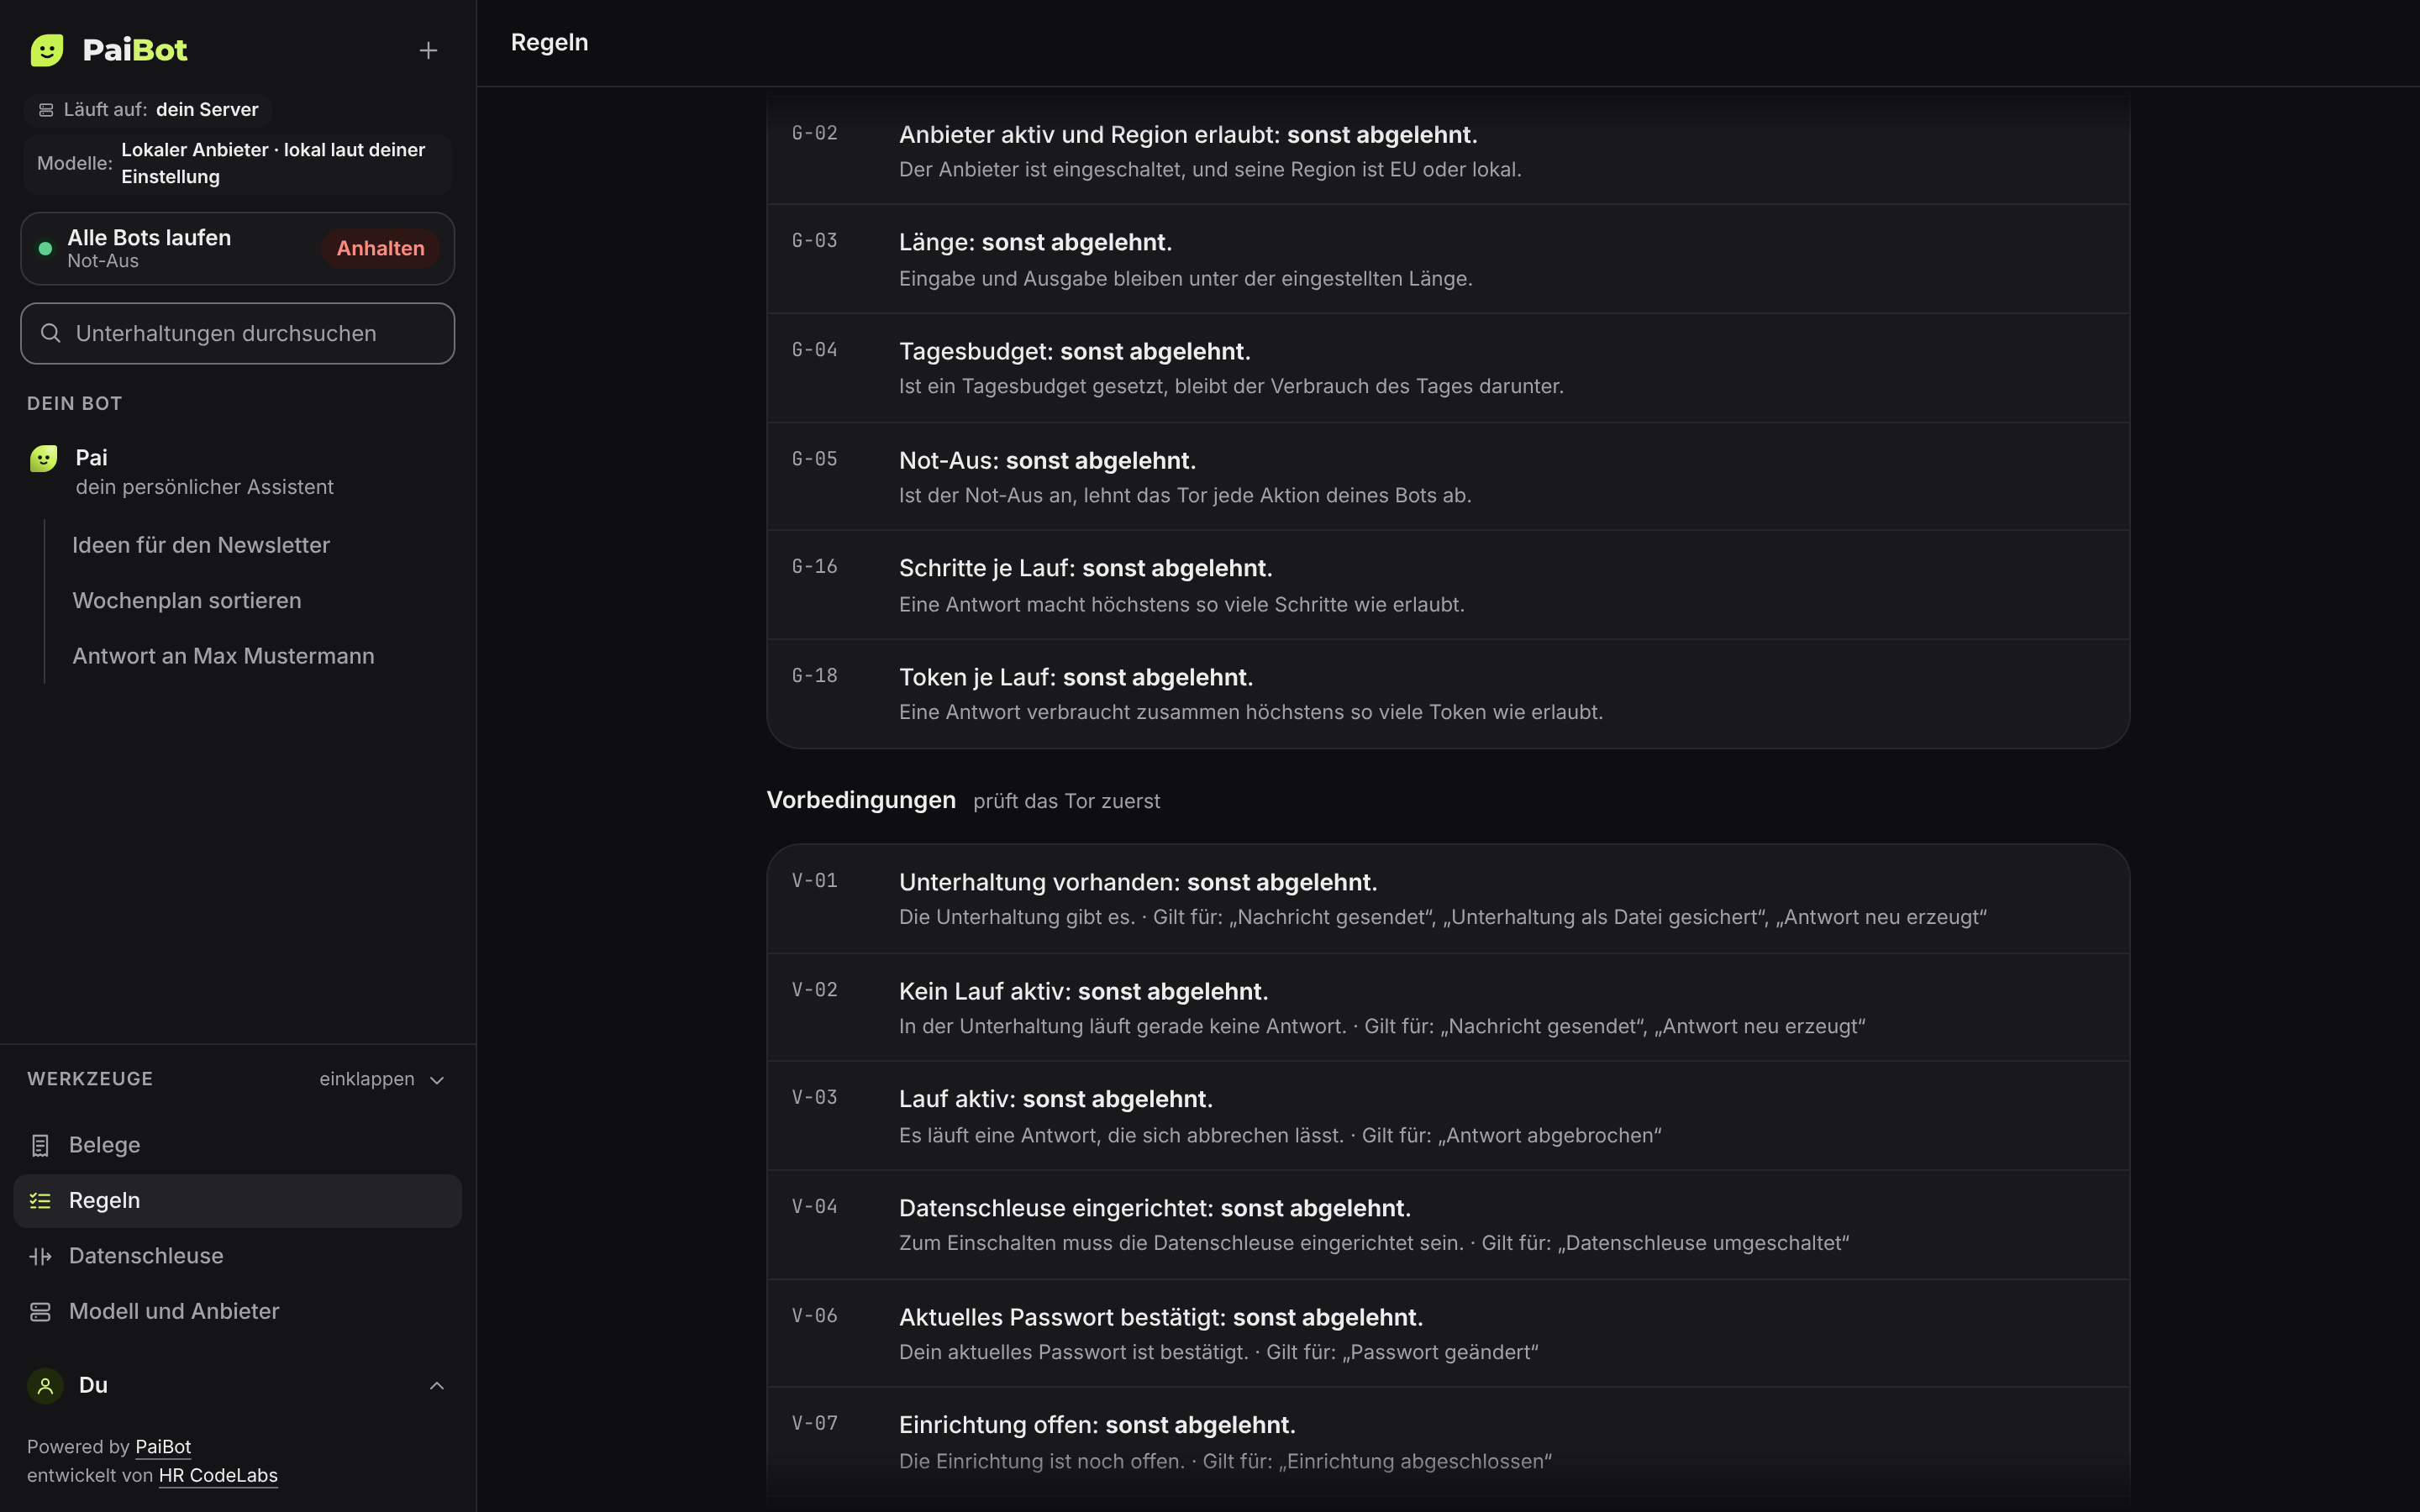 PaiBot
Läuft auf: dein Server
Modelle: Lokaler Anbieter · lokal laut deiner
Einstellung
Alle Bots laufen
Not-Aus
Anhalten
Unterhaltungen durchsuchen
DEIN BOT
Pai
dein persönlicher Assistent
Ideen für den Newsletter
Wochenplan sortieren
Antwort an Max Mustermann
WERKZEUGE einklappen
Belege
Regeln
Datenschleuse
Modell und Anbieter
Du
Powered by PaiBot
entwickelt von HR CodeLabs
Regeln
G-02 Anbieter aktiv und Region erlaubt: sonst abgelehnt.
Der Anbieter ist eingeschaltet, und seine Region ist EU oder lokal.
G-03 Länge: sonst abgelehnt.
Eingabe und Ausgabe bleiben unter der eingestellten Länge.
G-04 Tagesbudget: sonst abgelehnt.
Ist ein Tagesbudget gesetzt, bleibt der Verbrauch des Tages darunter.
G-05 Not-Aus: sonst abgelehnt.
Ist der Not-Aus an, lehnt das Tor jede Aktion deines Bots ab.
G-16 Schritte je Lauf: sonst abgelehnt.
Eine Antwort macht höchstens so viele Schritte wie erlaubt.
G-18 Token je Lauf: sonst abgelehnt.
Eine Antwort verbraucht zusammen höchstens so viele Token wie erlaubt.
Vorbedingungen prüft das Tor zuerst
V-01 Unterhaltung vorhanden: sonst abgelehnt.
Die Unterhaltung gibt es. · Gilt für: „Nachricht gesendet“, „Unterhaltung als Datei gesichert“, „Antwort neu erzeugt“
V-02 Kein Lauf aktiv: sonst abgelehnt.
In der Unterhaltung läuft gerade keine Antwort. · Gilt für: „Nachricht gesendet“, „Antwort neu erzeugt“
V-03 Lauf aktiv: sonst abgelehnt.
Es läuft eine Antwort, die sich abbrechen lässt. · Gilt für: „Antwort abgebrochen“
V-04 Datenschleuse eingerichtet: sonst abgelehnt.
Zum Einschalten muss die Datenschleuse eingerichtet sein. · Gilt für: „Datenschleuse umgeschaltet“
V-06 Aktuelles Passwort bestätigt: sonst abgelehnt.
Dein aktuelles Passwort ist bestätigt. · Gilt für: „Passwort geändert“
V-07 Einrichtung offen: sonst abgelehnt.
Die Einrichtung ist noch offen. · Gilt für: „Einrichtung abgeschlossen“